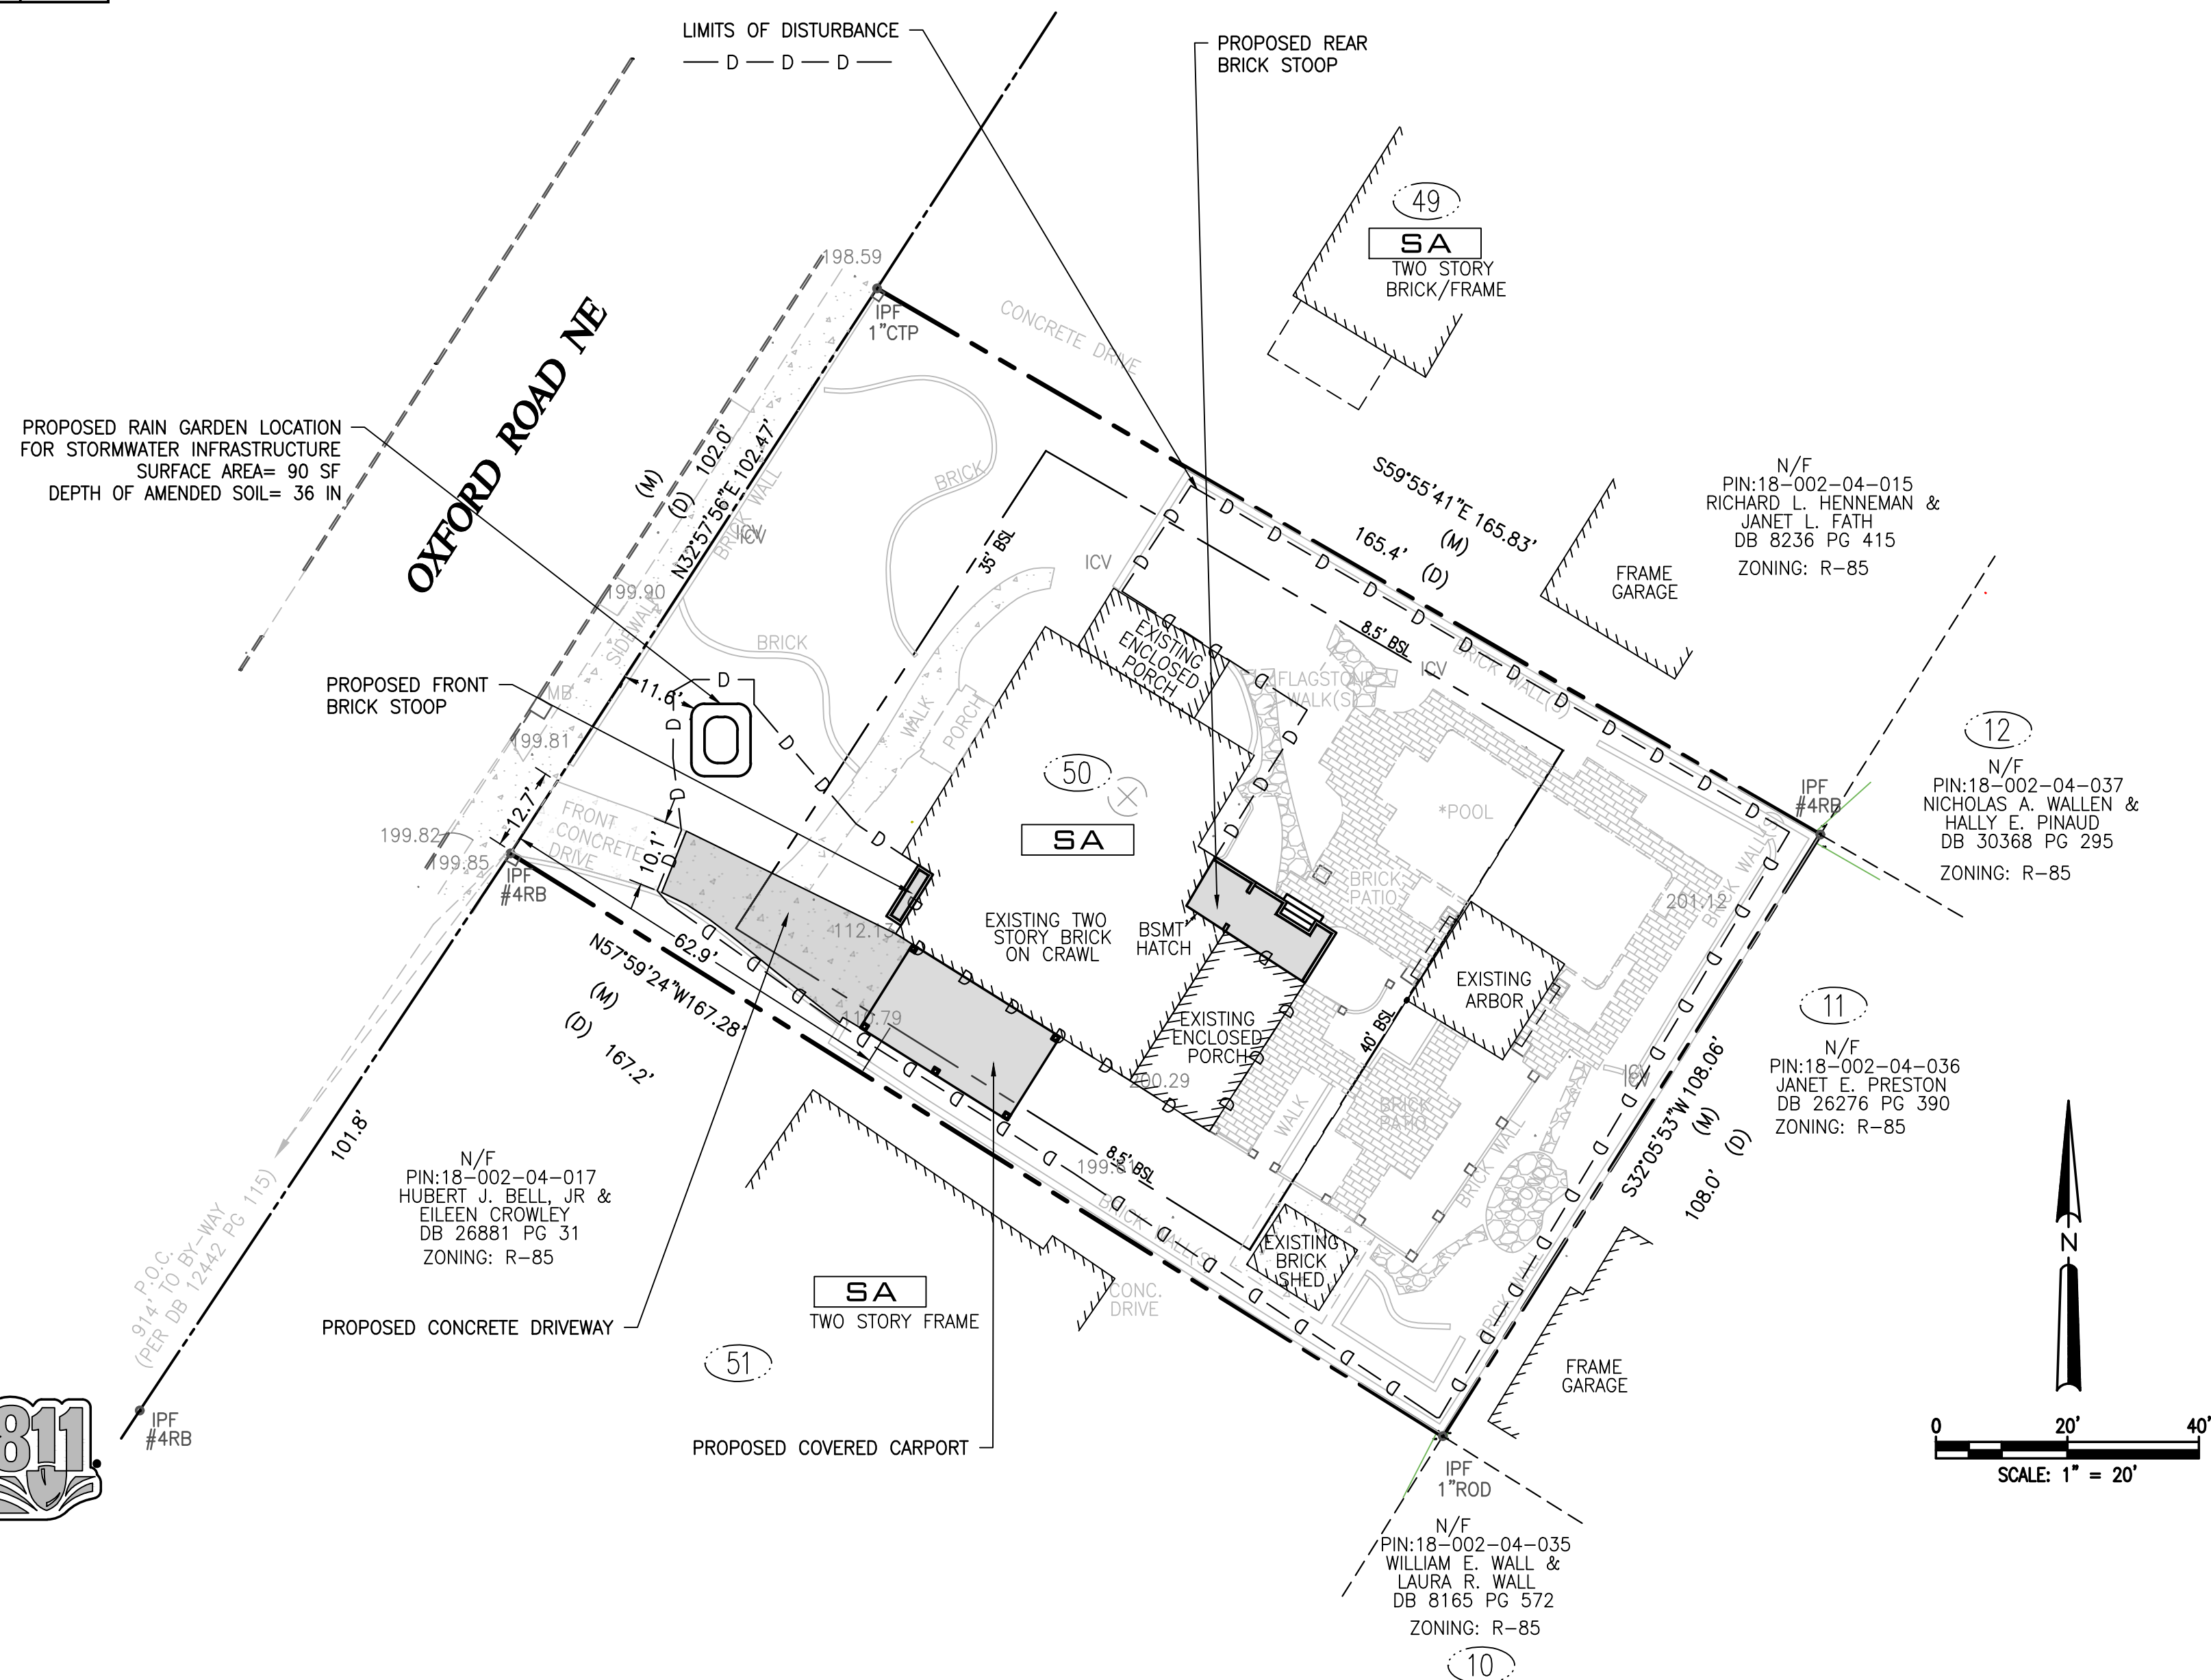 LIMITS OF DISTURBANCE
D D D
PROPOSED REAR
BRICK STOOP
49
SA
TWO STORY
BRICK/FRAME
198.59
IPF
1"CTP
CONCRETE DRIVE
OXFORD ROAD NE
PROPOSED RAIN GARDEN LOCATION
FOR STORMWATER INFRASTRUCTURE
SURFACE AREA= 90 SF
DEPTH OF AMENDED SOIL= 36 IN
(M)
(D) 102.0'
N32°57'56"E 102.47'
BRICK WALL
ICV
BRICK
35' BSL
ICV
S59°55'41"E 165.83'
165.4' (M)
(D)
N/F
PIN:18-002-04-015
RICHARD L. HENNEMAN &
JANET L. FATH
DB 8236 PG 415
ZONING: R-85
FRAME
GARAGE
199.90
SIDEWALK
BRICK
EXISTING
ENCLOSED
PORCH
8.5' BSL
ICV
BRICK WALL(S)
FLAGSTONE
WALK(S)
PROPOSED FRONT
BRICK STOOP
MB
11.6'
D
WALK
PORCH
199.81
12.7'
199.82
199.85
IPF
#4RB
FRONT
CONCRETE
DRIVE
10.1'
50
SA
*POOL
12
N/F
PIN:18-002-04-037
NICHOLAS A. WALLEN &
HALLY E. PINAUD
DB 30368 PG 295
ZONING: R-85
IPF
#4RB
BRICK
PATIO
201.12
BRICK WALL(S)
112.13
EXISTING TWO
STORY BRICK
ON CRAWL
BSMT
HATCH
62.9'
N57°59'24"W167.28'
(M)
(D) 167.2'
110.79
EXISTING
ARBOR
EXISTING
ENCLOSED
PORCH
40' BSL
200.29
11
N/F
PIN:18-002-04-036
JANET E. PRESTON
DB 26276 PG 390
ZONING: R-85
ICV
S32°05'53"W 108.06'
(M)
108.0' (D)
WALK
BRICK
PATIO
BRICK WALL
101.8'
N/F
PIN:18-002-04-017
HUBERT J. BELL, JR &
EILEEN CROWLEY
DB 26881 PG 31
ZONING: R-85
P.O.C.
914' TO BY-WAY
(PER DB 12442 PG 115)
8.5' BSL
BRICK WALL(S)
EXISTING
BRICK
SHED
BRICK WALL
CONC.
DRIVE
SA
TWO STORY FRAME
PROPOSED CONCRETE DRIVEWAY
51
FRAME
GARAGE
N
811
IPF
#4RB
PROPOSED COVERED CARPORT
0 20' 40'
SCALE: 1" = 20'
IPF
1"ROD
N/F
PIN:18-002-04-035
WILLIAM E. WALL &
LAURA R. WALL
DB 8165 PG 572
ZONING: R-85
10